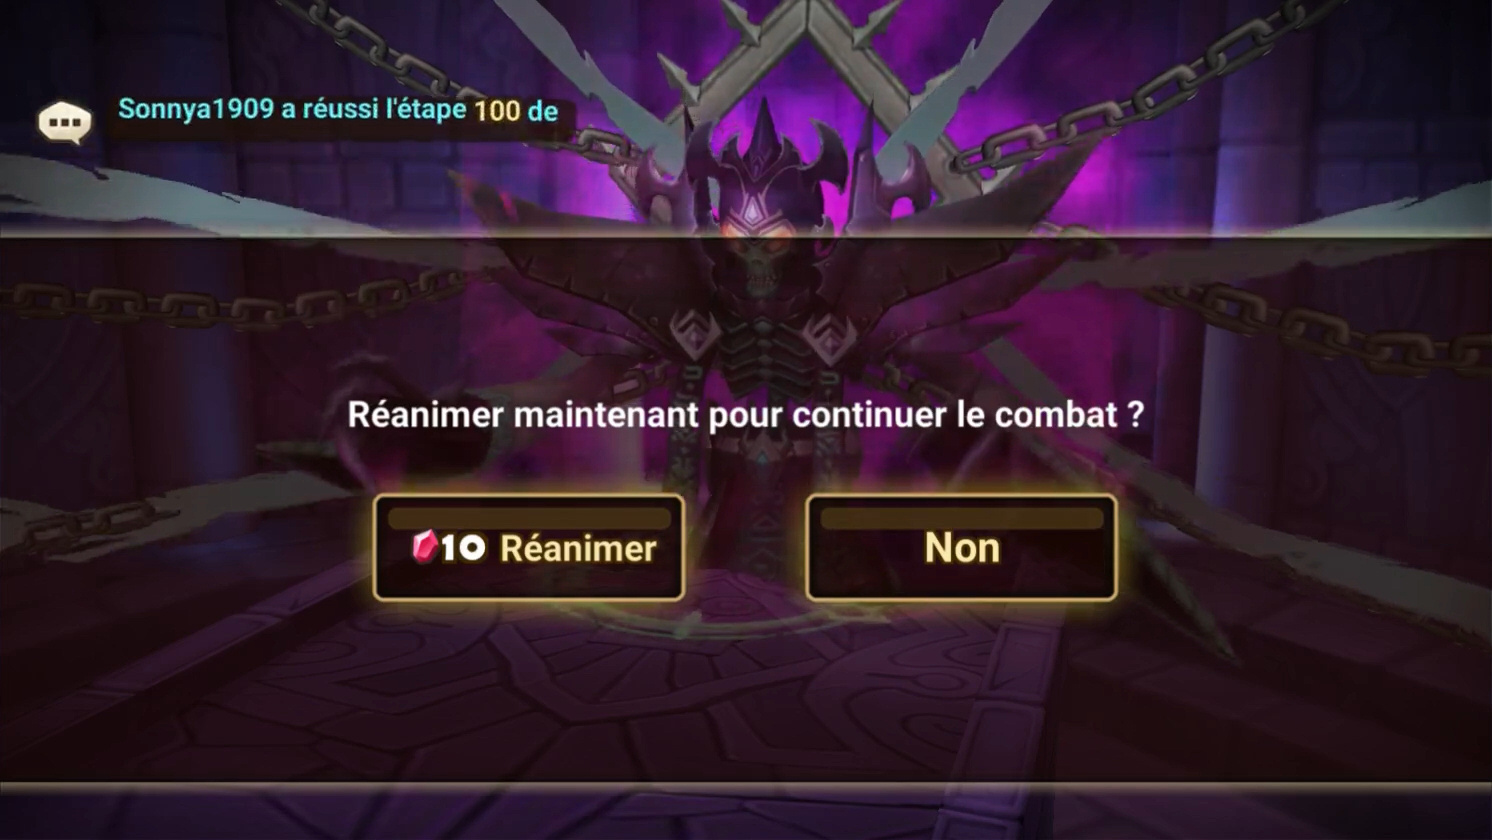 Sonnya1909 a réussi l'étape 100 de
Réanimer maintenant pour continuer le combat ?
10 Réanimer
Non